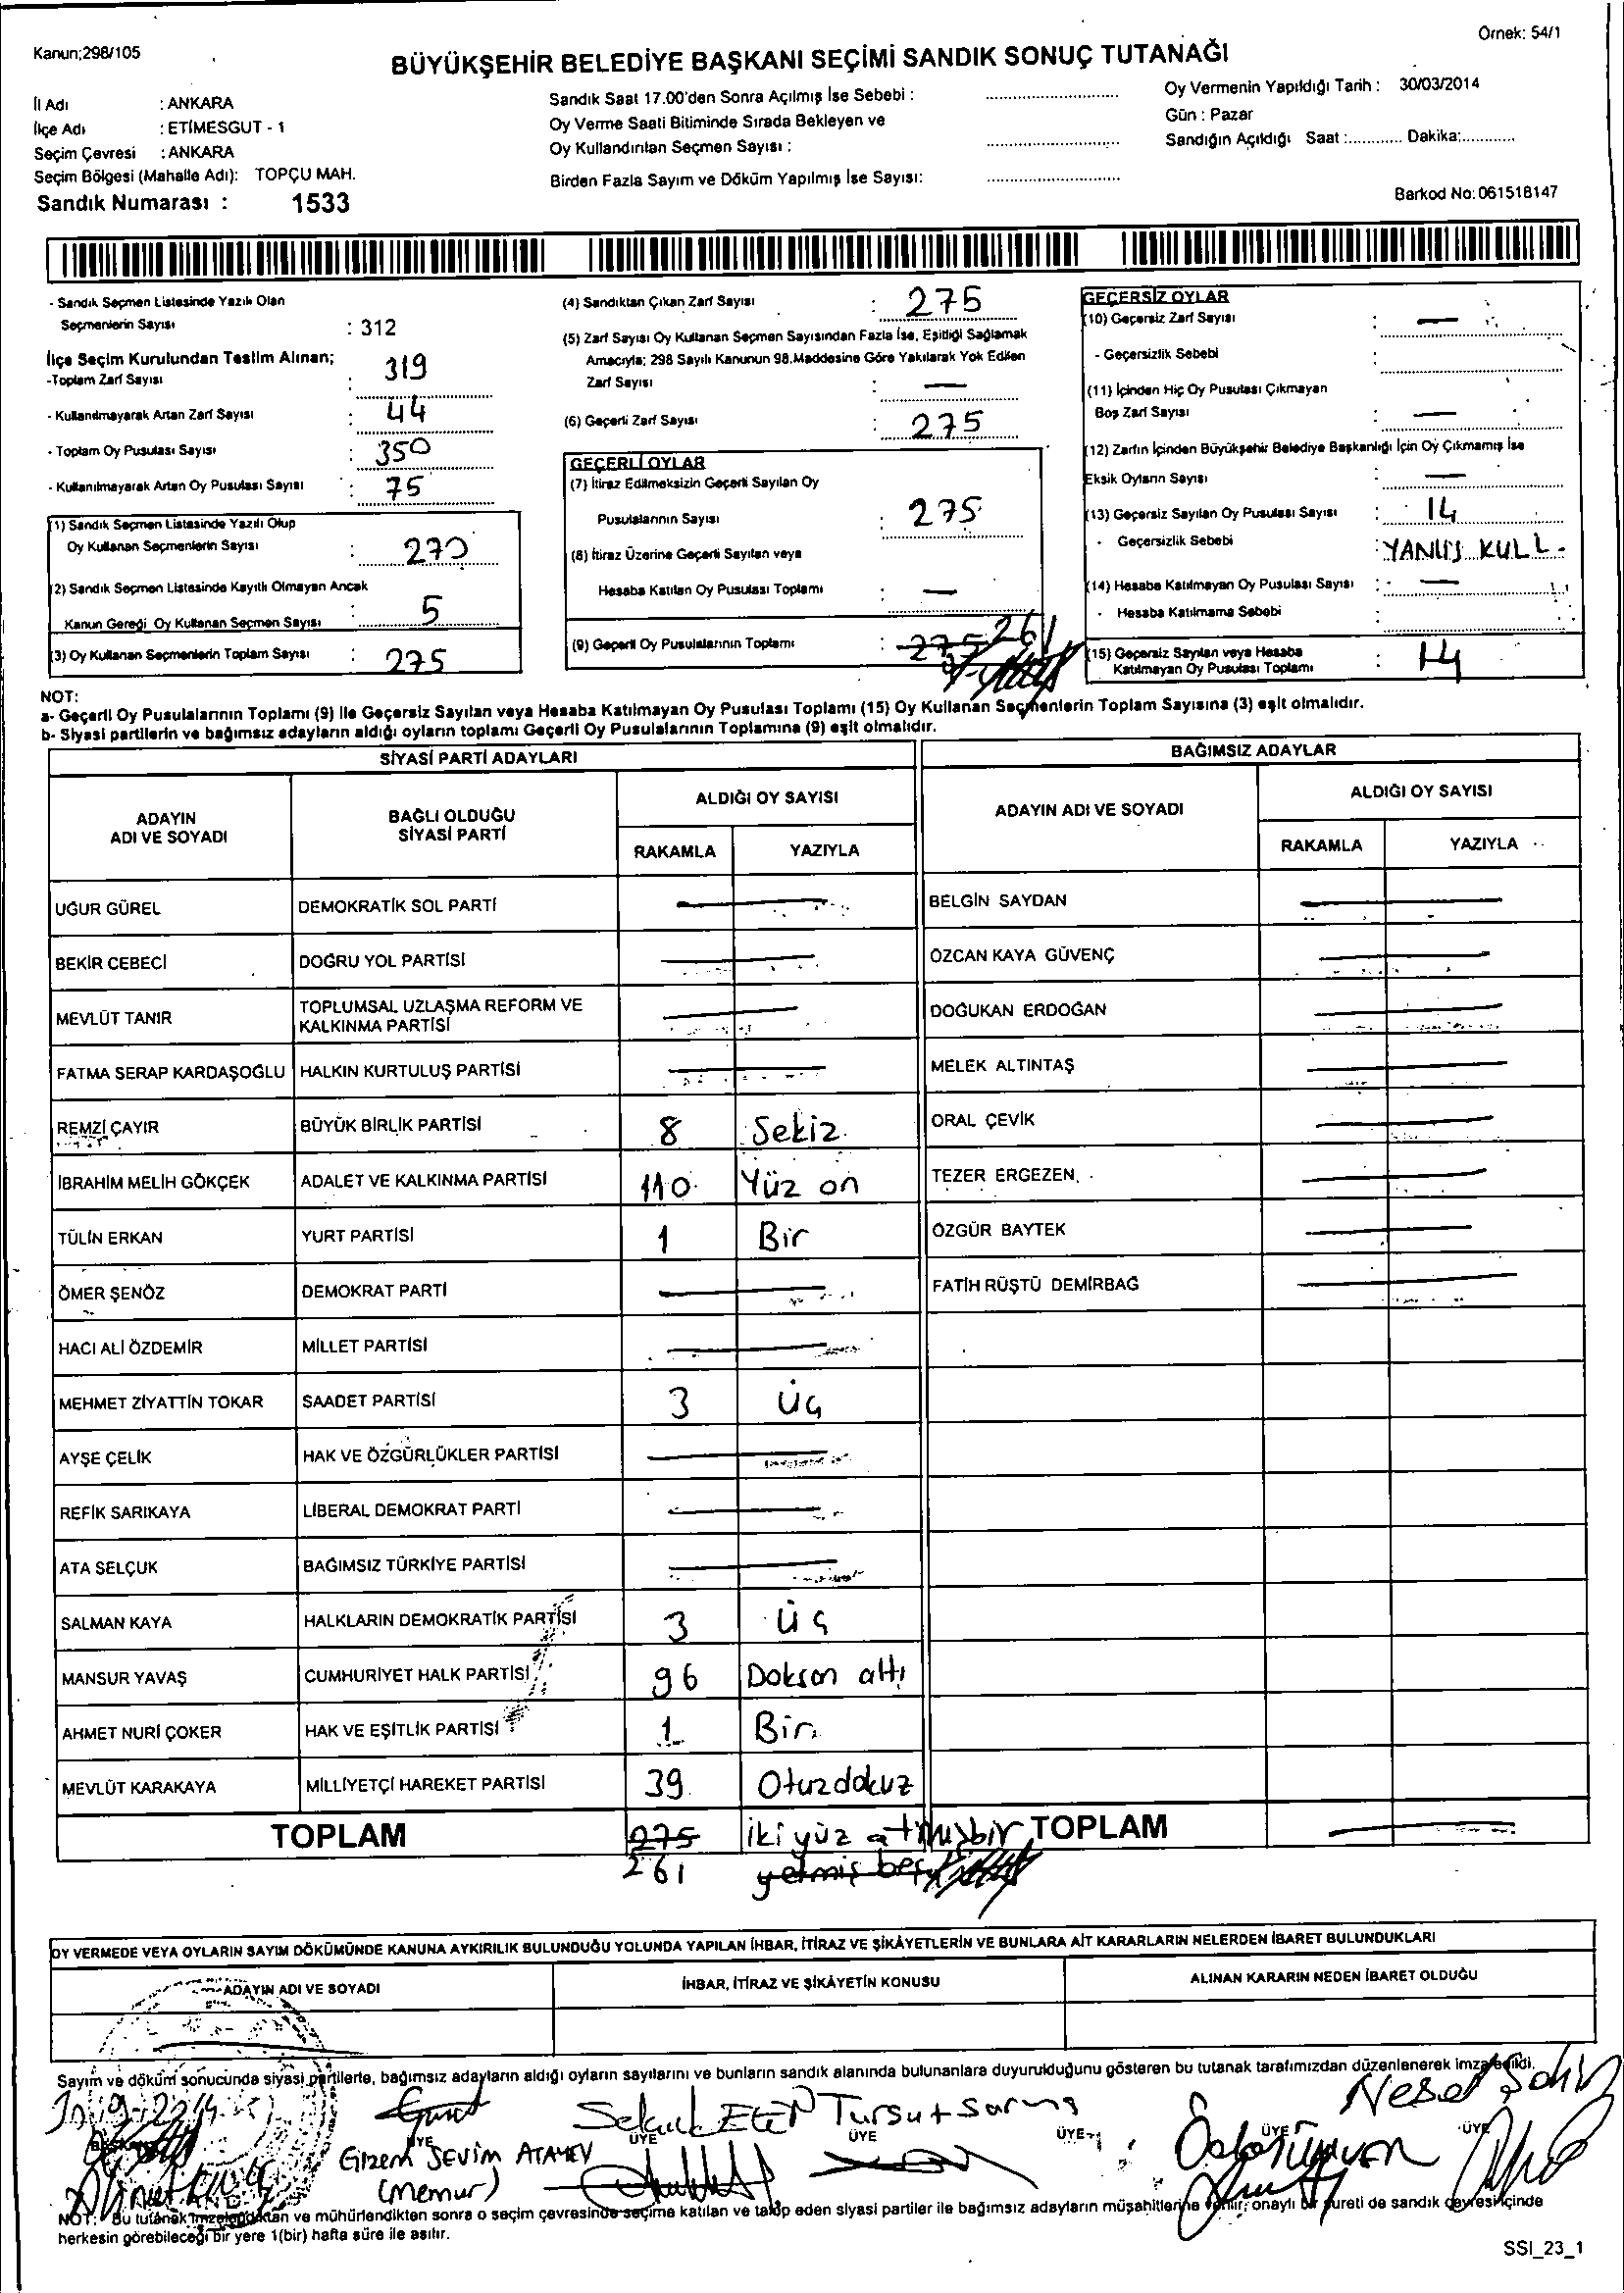 Kanun;298/105
Örnek: 54/1
BÜYÜKŞEHİR BELEDİYE BAŞKANI SEÇİMİ SANDIK SONUÇ TUTANAĞI
İl Adı : ANKARA
İlçe Adı : ETİMESGUT - 1
Seçim Çevresi : ANKARA
Seçim Bölgesi (Mahalle Adı): TOPÇU MAH.
Sandık Numarası : 1533
Sandık Saat 17.00'den Sonra Açılmış İse Sebebi :
Oy Verme Saati Bitiminde Sırada Bekleyen ve
Oy Kullandırılan Seçmen Sayısı :
Birden Fazla Sayım ve Döküm Yapılmış İse Sayısı:
Oy Vermenin Yapıldığı Tarih : 30/03/2014
Gün : Pazar
Sandığın Açıldığı Saat :............ Dakika:............
Barkod No: 061518147
- Sandık Seçmen Listesinde Yazılı Olan
Seçmenlerin Sayısı : 312
İlçe Seçim Kurulundan Teslim Alınan;
-Toplam Zarf Sayısı : 319
- Kullanılmayarak Artan Zarf Sayısı : 44
- Toplam Oy Pusulası Sayısı : 350
- Kullanılmayarak Artan Oy Pusulası Sayısı : 75
(1) Sandık Seçmen Listesinde Yazılı Olup
Oy Kullanan Seçmenlerin Sayısı : 270
(2) Sandık Seçmen Listesinde Kayıtlı Olmayan Ancak
Kanun Gereği Oy Kullanan Seçmen Sayısı : 5
(3) Oy Kullanan Seçmenlerin Toplam Sayısı : 275
(4) Sandıktan Çıkan Zarf Sayısı : 275
(5) Zarf Sayısı Oy Kullanan Seçmen Sayısından Fazla İse, Eşitliği Sağlamak
Amacıyla; 298 Sayılı Kanunun 98.Maddesine Göre Yakılarak Yok Edilen
Zarf Sayısı : —
(6) Geçerli Zarf Sayısı : 275
GEÇERLİ OYLAR
(7) İtiraz Edilmeksizin Geçerli Sayılan Oy
Pusulalarının Sayısı : 275
(8) İtiraz Üzerine Geçerli Sayılan veya
Hesaba Katılan Oy Pusulası Toplamı : —
(9) Geçerli Oy Pusulalarının Toplamı : 275 261
GEÇERSİZ OYLAR
(10) Geçersiz Zarf Sayısı : —
- Geçersizlik Sebebi :
(11) İçinden Hiç Oy Pusulası Çıkmayan
Boş Zarf Sayısı : —
(12) Zarfın İçinden Büyükşehir Belediye Başkanlığı İçin Oy Çıkmamış İse
Eksik Oyların Sayısı —
(13) Geçersiz Sayılan Oy Pusulası Sayısı : 14
- Geçersizlik Sebebi : YANLIŞ KULL.
(14) Hesaba Katılmayan Oy Pusulası Sayısı : —
- Hesaba Katılmama Sebebi :
(15) Geçersiz Sayılan veya Hesaba
Katılmayan Oy Pusulası Toplamı : 14
NOT:
a- Geçerli Oy Pusulalarının Toplamı (9) ile Geçersiz Sayılan veya Hesaba Katılmayan Oy Pusulası Toplamı (15) Oy Kullanan Seçmenlerin Toplam Sayısına (3) eşit olmalıdır.
b- Siyasi partilerin ve bağımsız adayların aldığı oyların toplamı Geçerli Oy Pusulalarının Toplamına (9) eşit olmalıdır.
SİYASİ PARTİ ADAYLARI
ADAYIN
ADI VE SOYADI
BAĞLI OLDUĞU
SİYASİ PARTİ
ALDIĞI OY SAYISI
RAKAMLA YAZIYLA
UĞUR GÜREL DEMOKRATİK SOL PARTİ —
BEKİR CEBECİ DOĞRU YOL PARTİSİ —
MEVLÜT TANIR TOPLUMSAL UZLAŞMA REFORM VE
KALKINMA PARTİSİ —
FATMA SERAP KARDAŞOĞLU HALKIN KURTULUŞ PARTİSİ —
REMZİ ÇAYIR BÜYÜK BİRLİK PARTİSİ 8 Sekiz
İBRAHİM MELİH GÖKÇEK ADALET VE KALKINMA PARTİSİ 110 Yüz on
TÜLİN ERKAN YURT PARTİSİ 1 Bir
ÖMER ŞENÖZ DEMOKRAT PARTİ —
HACI ALİ ÖZDEMİR MİLLET PARTİSİ —
MEHMET ZİYATTİN TOKAR SAADET PARTİSİ 3 Üç
AYŞE ÇELİK HAK VE ÖZGÜRLÜKLER PARTİSİ —
REFİK SARIKAYA LİBERAL DEMOKRAT PARTİ —
ATA SELÇUK BAĞIMSIZ TÜRKİYE PARTİSİ —
SALMAN KAYA HALKLARIN DEMOKRATİK PARTİSİ 3 Üç
MANSUR YAVAŞ CUMHURİYET HALK PARTİSİ 96 Doksan altı
AHMET NURİ ÇOKER HAK VE EŞİTLİK PARTİSİ 1 Bir
MEVLÜT KARAKAYA MİLLİYETÇİ HAREKET PARTİSİ 39 Otuzdokuz
TOPLAM 275 iki yüz atmışbir
261 yetmiş beş
BAĞIMSIZ ADAYLAR
ADAYIN ADI VE SOYADI
ALDIĞI OY SAYISI
RAKAMLA YAZIYLA
BELGİN SAYDAN —
ÖZCAN KAYA GÜVENÇ —
DOĞUKAN ERDOĞAN —
MELEK ALTINTAŞ —
ORAL ÇEVİK —
TEZER ERGEZEN —
ÖZGÜR BAYTEK —
FATİH RÜŞTÜ DEMİRBAĞ —
TOPLAM —
OY VERMEDE VEYA OYLARIN SAYIM DÖKÜMÜNDE KANUNA AYKIRILIK BULUNDUĞU YOLUNDA YAPILAN İHBAR, İTİRAZ VE ŞİKÂYETLERİN VE BUNLARA AİT KARARLARIN NELERDEN İBARET BULUNDUKLARI
ADAYIN ADI VE SOYADI
İHBAR, İTİRAZ VE ŞİKÂYETİN KONUSU
ALINAN KARARIN NEDEN İBARET OLDUĞU
Sayım ve döküm sonucunda siyasi partilerle, bağımsız adayların aldığı oyların sayılarını ve bunların sandık alanında bulunanlara duyurulduğunu gösteren bu tutanak tarafımızdan düzenlenerek imza edildi.
Turgut
ÜYE ÜYE ÜYE ÜYE ÜYE ÜYE
Gizem SEVİM
(memur)
NOT: Bu tutanak imzalandıktan ve mühürlendikten sonra o seçim çevresinde seçime katılan ve talep eden siyasi partiler ile bağımsız adayların müşahitlerine verilir; onaylı bir sureti de sandık çevresi içinde
herkesin görebileceği bir yere 1(bir) hafta süre ile asılır.
SSI_23_1